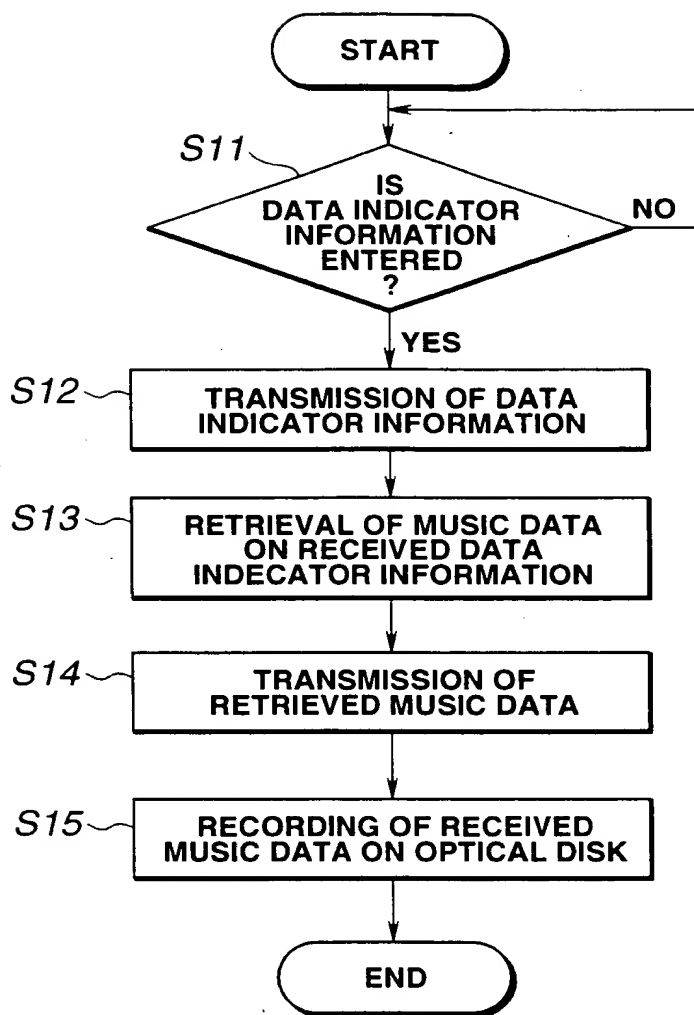 START
S11
IS
DATA INDICATOR
INFORMATION
ENTERED
?
NO
YES
S12
TRANSMISSION OF DATA
INDICATOR INFORMATION
S13
RETRIEVAL OF MUSIC DATA
ON RECEIVED DATA
INDECATOR INFORMATION
S14
TRANSMISSION OF
RETRIEVED MUSIC DATA
S15
RECORDING OF RECEIVED
MUSIC DATA ON OPTICAL DISK
END